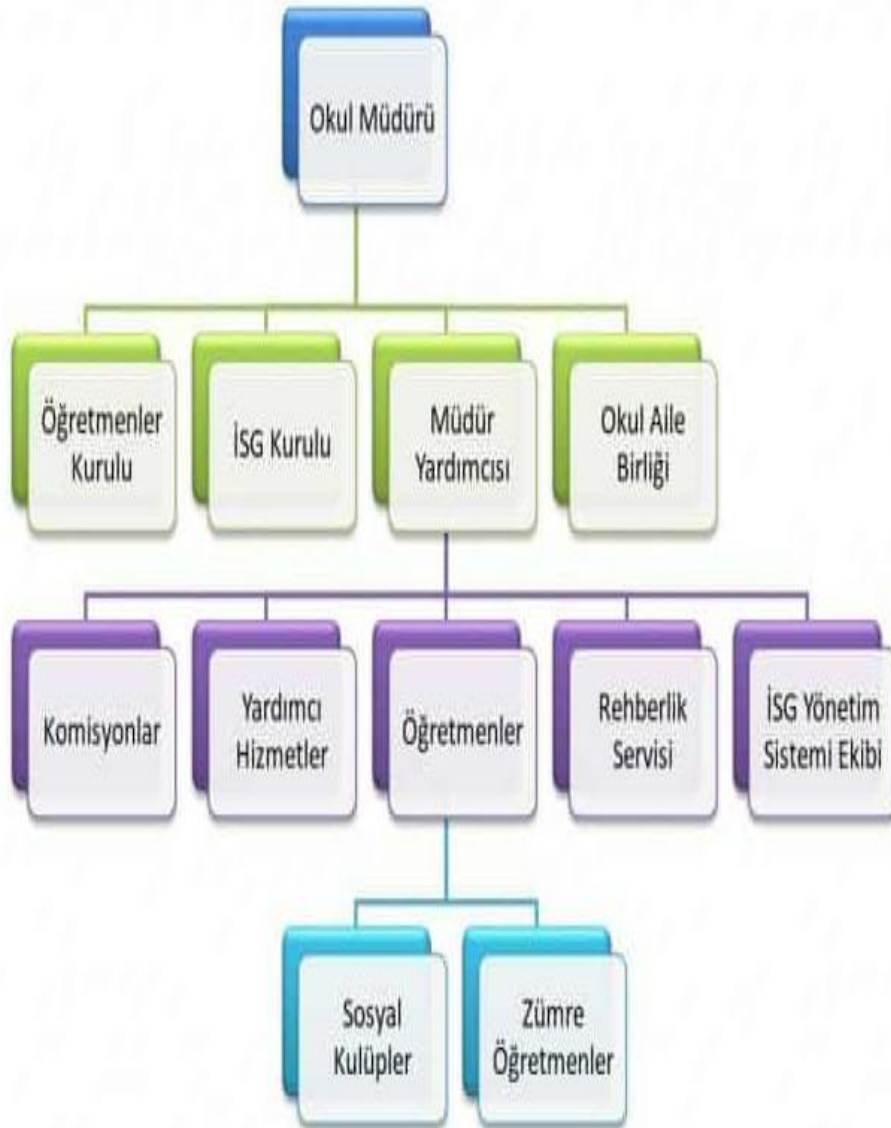 Okul Müdürü
Öğretmenler
Kurulu
İSG Kurulu
Müdür
Yardımcısı
Okul Aile
Birliği
Komisyonlar
Yardımcı
Hizmetler
Öğretmenler
Rehberlik
Servisi
İSG Yönetim
Sistemi Ekibi
Sosyal
Kulüpler
Zümre
Öğretmenler